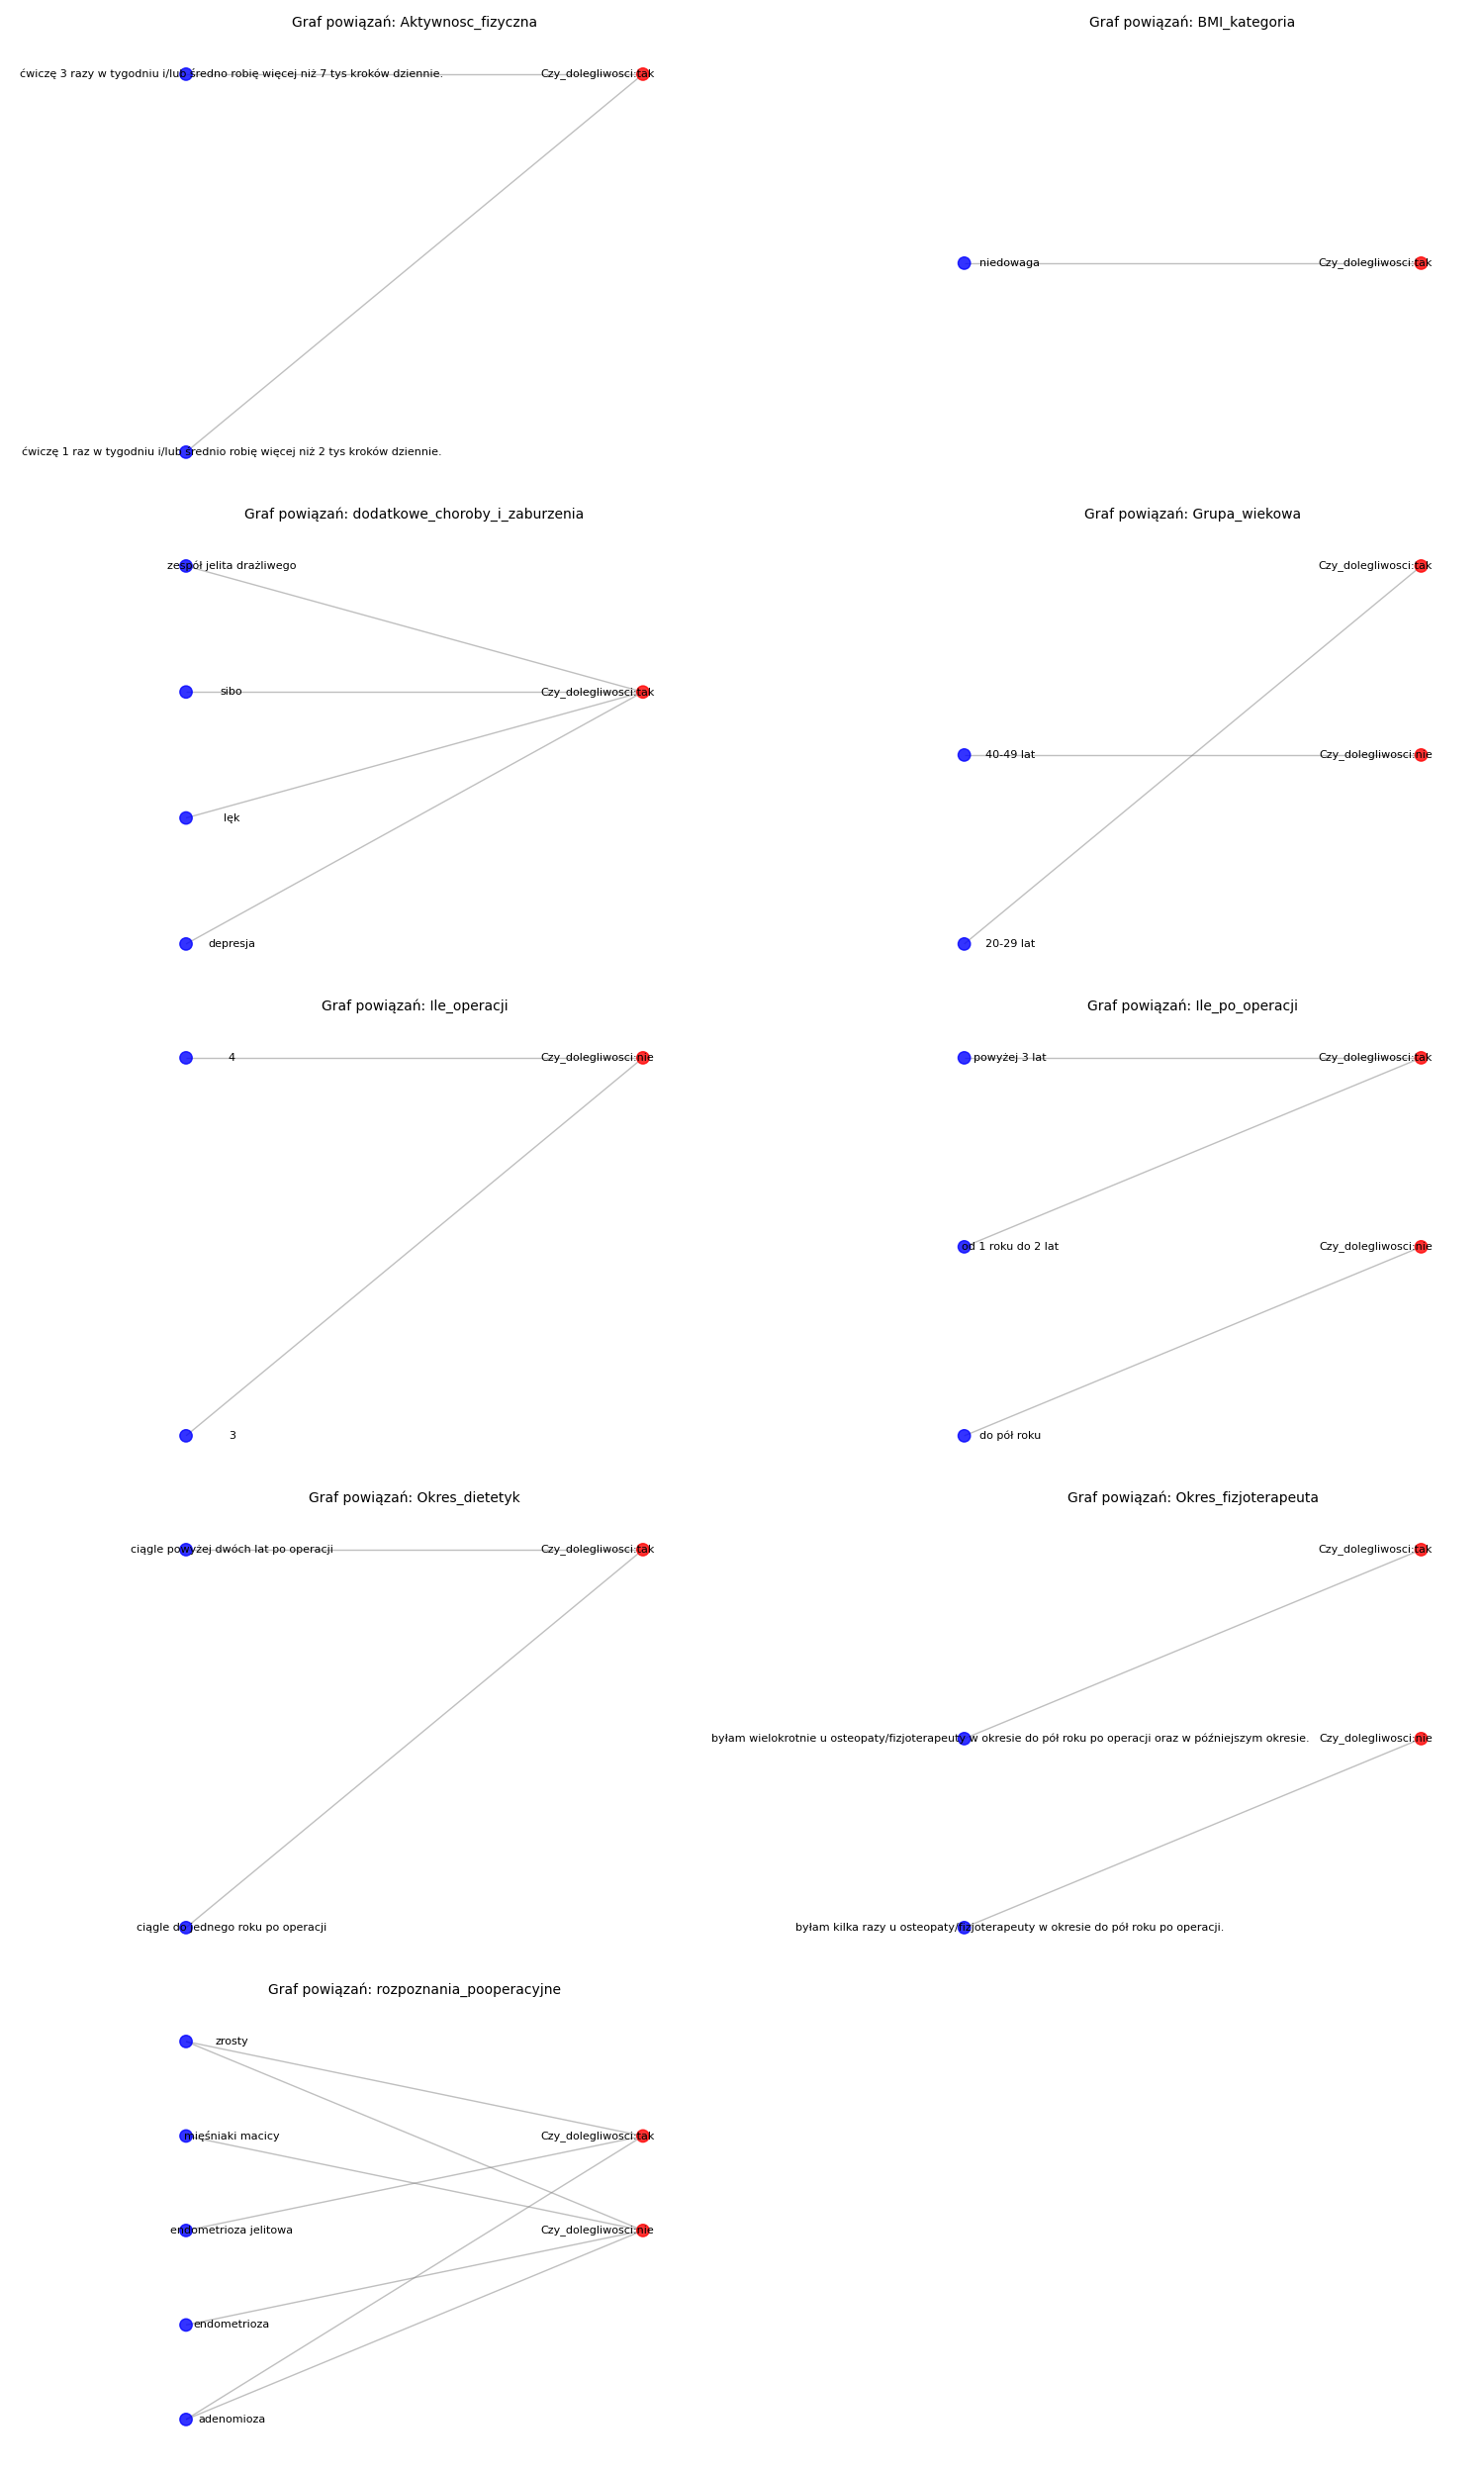 Graf powiązań: Aktywnosc_fizyczna
ćwiczę 3 razy w tygodniu i/lub średno robię więcej niż 7 tys kroków dziennie.
Czy_dolegliwosci:tak
ćwiczę 1 raz w tygodniu i/lub średnio robię więcej niż 2 tys kroków dziennie.
Graf powiązań: BMI_kategoria
niedowaga
Czy_dolegliwosci:tak
Graf powiązań: dodatkowe_choroby_i_zaburzenia
zespół jelita drażliwego
sibo
Czy_dolegliwosci:tak
lęk
depresja
Graf powiązań: Grupa_wiekowa
Czy_dolegliwosci:tak
40-49 lat
Czy_dolegliwosci:nie
20-29 lat
Graf powiązań: Ile_operacji
4
Czy_dolegliwosci:nie
3
Graf powiązań: Ile_po_operacji
powyżej 3 lat
Czy_dolegliwosci:tak
od 1 roku do 2 lat
Czy_dolegliwosci:nie
do pół roku
Graf powiązań: Okres_dietetyk
ciągle powyżej dwóch lat po operacji
Czy_dolegliwosci:tak
ciągle do jednego roku po operacji
Graf powiązań: Okres_fizjoterapeuta
Czy_dolegliwosci:tak
byłam wielokrotnie u osteopaty/fizjoterapeuty w okresie do pół roku po operacji oraz w późniejszym okresie.
Czy_dolegliwosci:nie
byłam kilka razy u osteopaty/fizjoterapeuty w okresie do pół roku po operacji.
Graf powiązań: rozpoznania_pooperacyjne
zrosty
mięśniaki macicy
Czy_dolegliwosci:tak
endometrioza jelitowa
Czy_dolegliwosci:nie
endometrioza
adenomioza